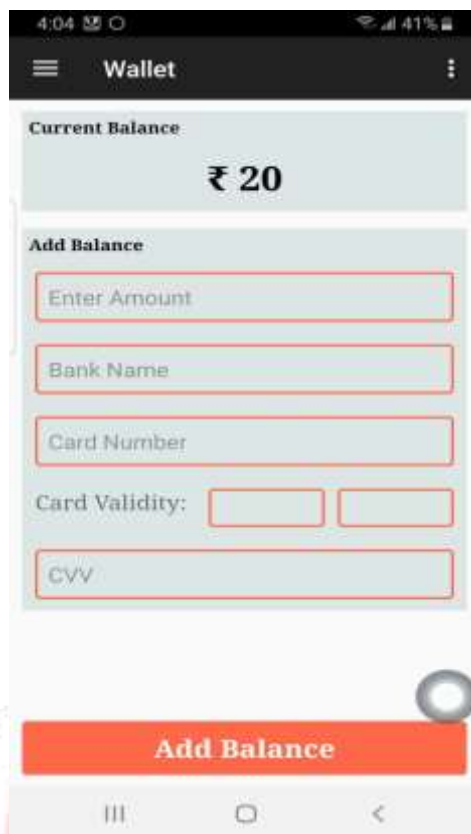 4:04 41%
Wallet
Current Balance
₹ 20
Add Balance
Enter Amount
Bank Name
Card Number
Card Validity:
CVV
Add Balance